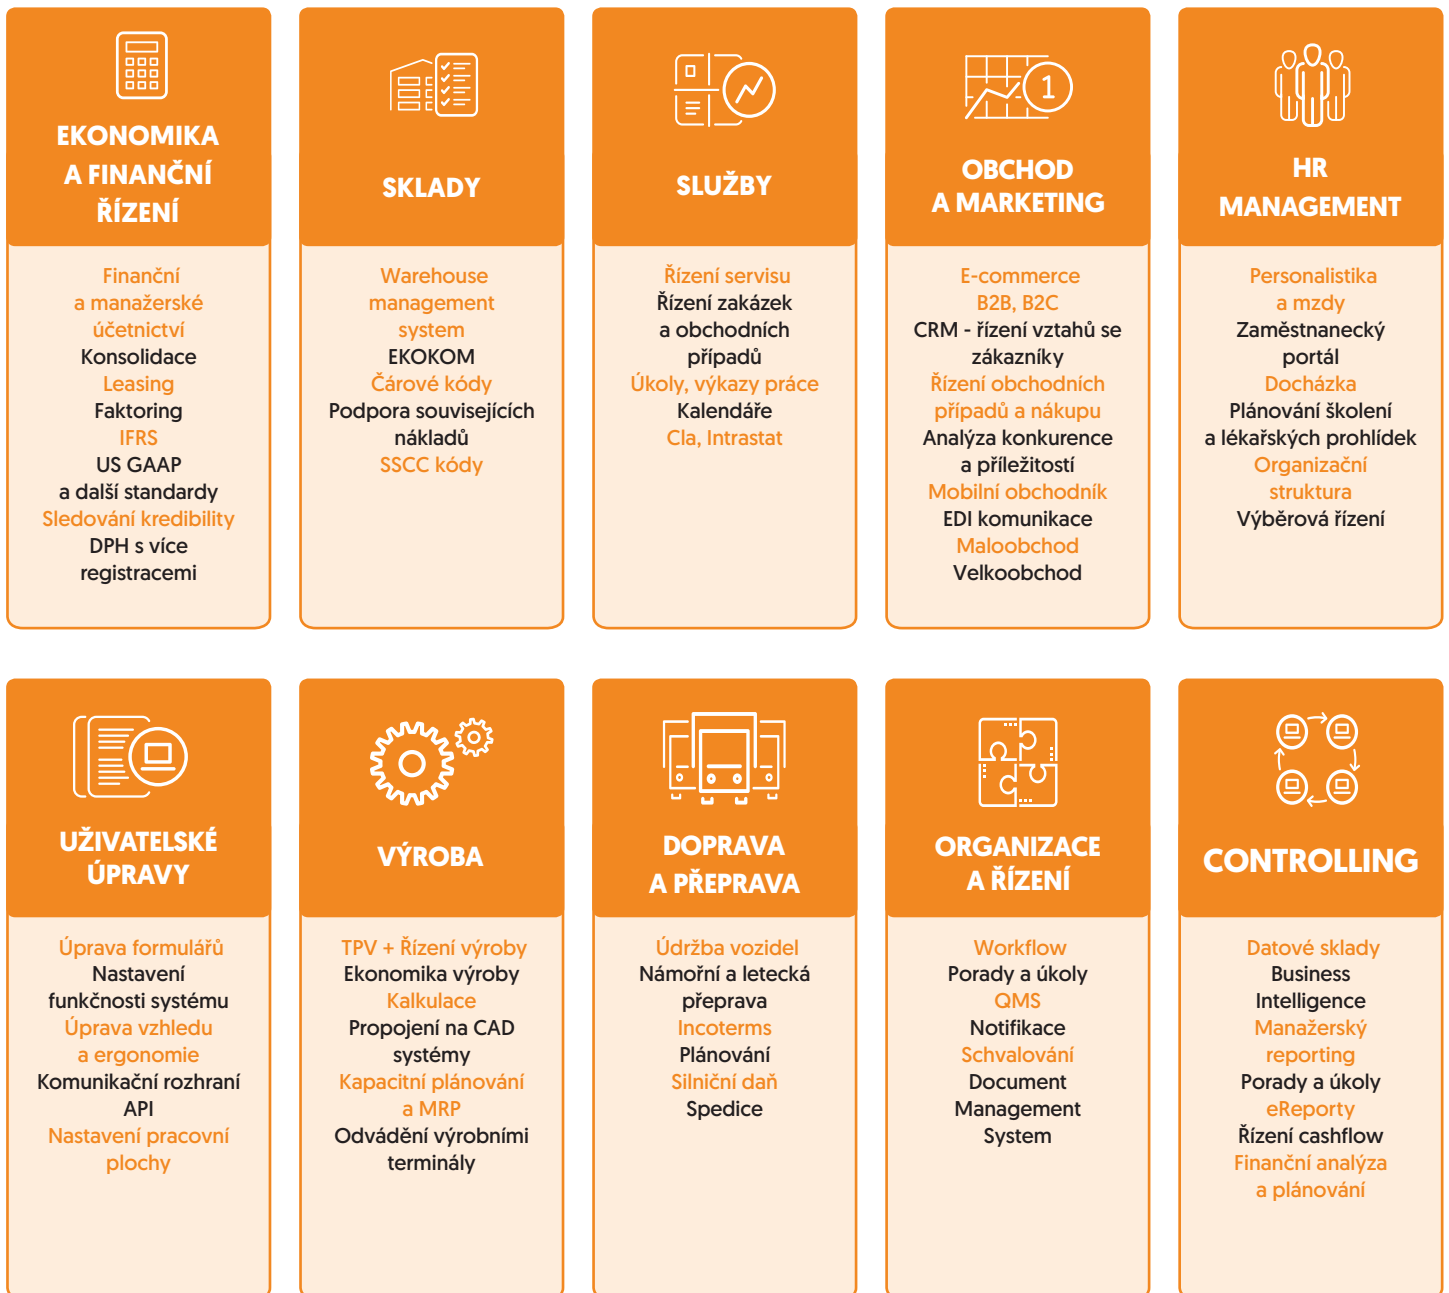 EKONOMIKA
A FINANČNÍ
ŘÍZENÍ
Finanční
a manažerské
účetnictví
Konsolidace
Leasing
Faktoring
IFRS
US GAAP
a další standardy
Sledování kredibility
DPH s více
registracemi
SKLADY
Warehouse
management
system
EKOKOM
Čárové kódy
Podpora souvisejících
nákladů
SSCC kódy
SLUŽBY
Řízení servisu
Řízení zakázek
a obchodních
případů
Úkoly, výkazy práce
Kalendáře
Cla, Intrastat
1
OBCHOD
A MARKETING
E-commerce
B2B, B2C
CRM - řízení vztahů se
zákazníky
Řízení obchodních
případů a nákupu
Analýza konkurence
a příležitostí
Mobilní obchodník
EDI komunikace
Maloobchod
Velkoobchod
HR
MANAGEMENT
Personalistika
a mzdy
Zaměstnanecký
portál
Docházka
Plánování školení
a lékařských prohlídek
Organizační
struktura
Výběrová řízení
UŽIVATELSKÉ
ÚPRAVY
Úprava formulářů
Nastavení
funkčnosti systému
Úprava vzhledu
a ergonomie
Komunikační rozhraní
API
Nastavení pracovní
plochy
VÝROBA
TPV + Řízení výroby
Ekonomika výroby
Kalkulace
Propojení na CAD
systémy
Kapacitní plánování
a MRP
Odvádění výrobními
terminály
DOPRAVA
A PŘEPRAVA
Údržba vozidel
Námořní a letecká
přeprava
Incoterms
Plánování
Silniční daň
Spedice
ORGANIZACE
A ŘÍZENÍ
Workflow
Porady a úkoly
QMS
Notifikace
Schvalování
Document
Management
System
CONTROLLING
Datové sklady
Business
Intelligence
Manažerský
reporting
Porady a úkoly
eReporty
Řízení cashflow
Finanční analýza
a plánování